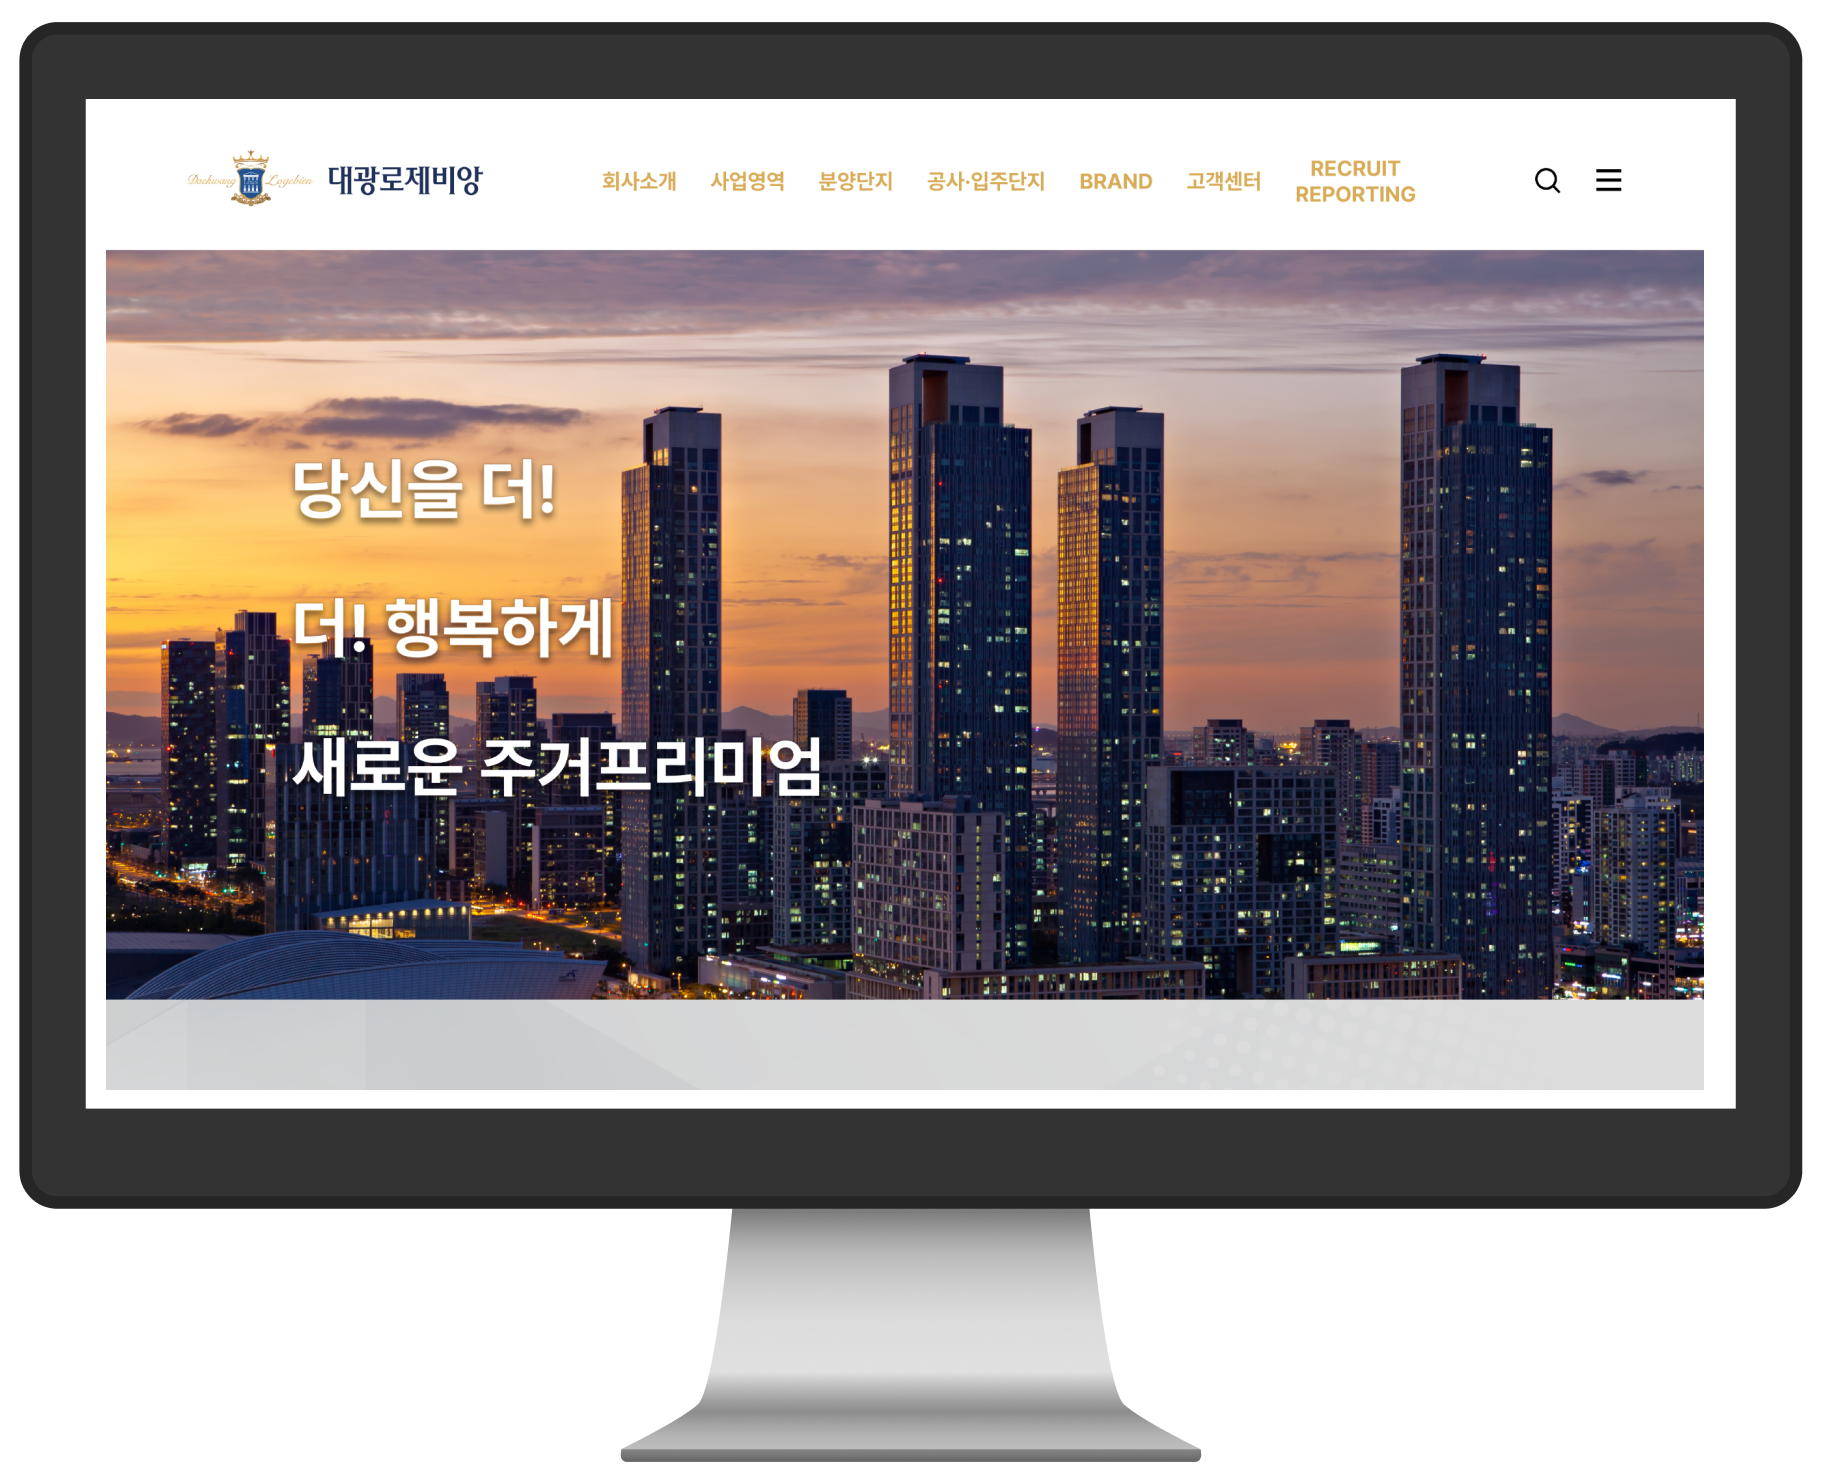 Daekwang Logebien 대광로제비앙
회사소개 사업영역 분양단지 공사·입주단지 BRAND 고객센터 RECRUIT REPORTING
당신을 더!
더! 행복하게
새로운 주거프리미엄